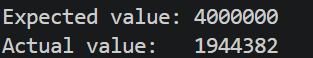 Expected value: 4000000
Actual value:   1944382